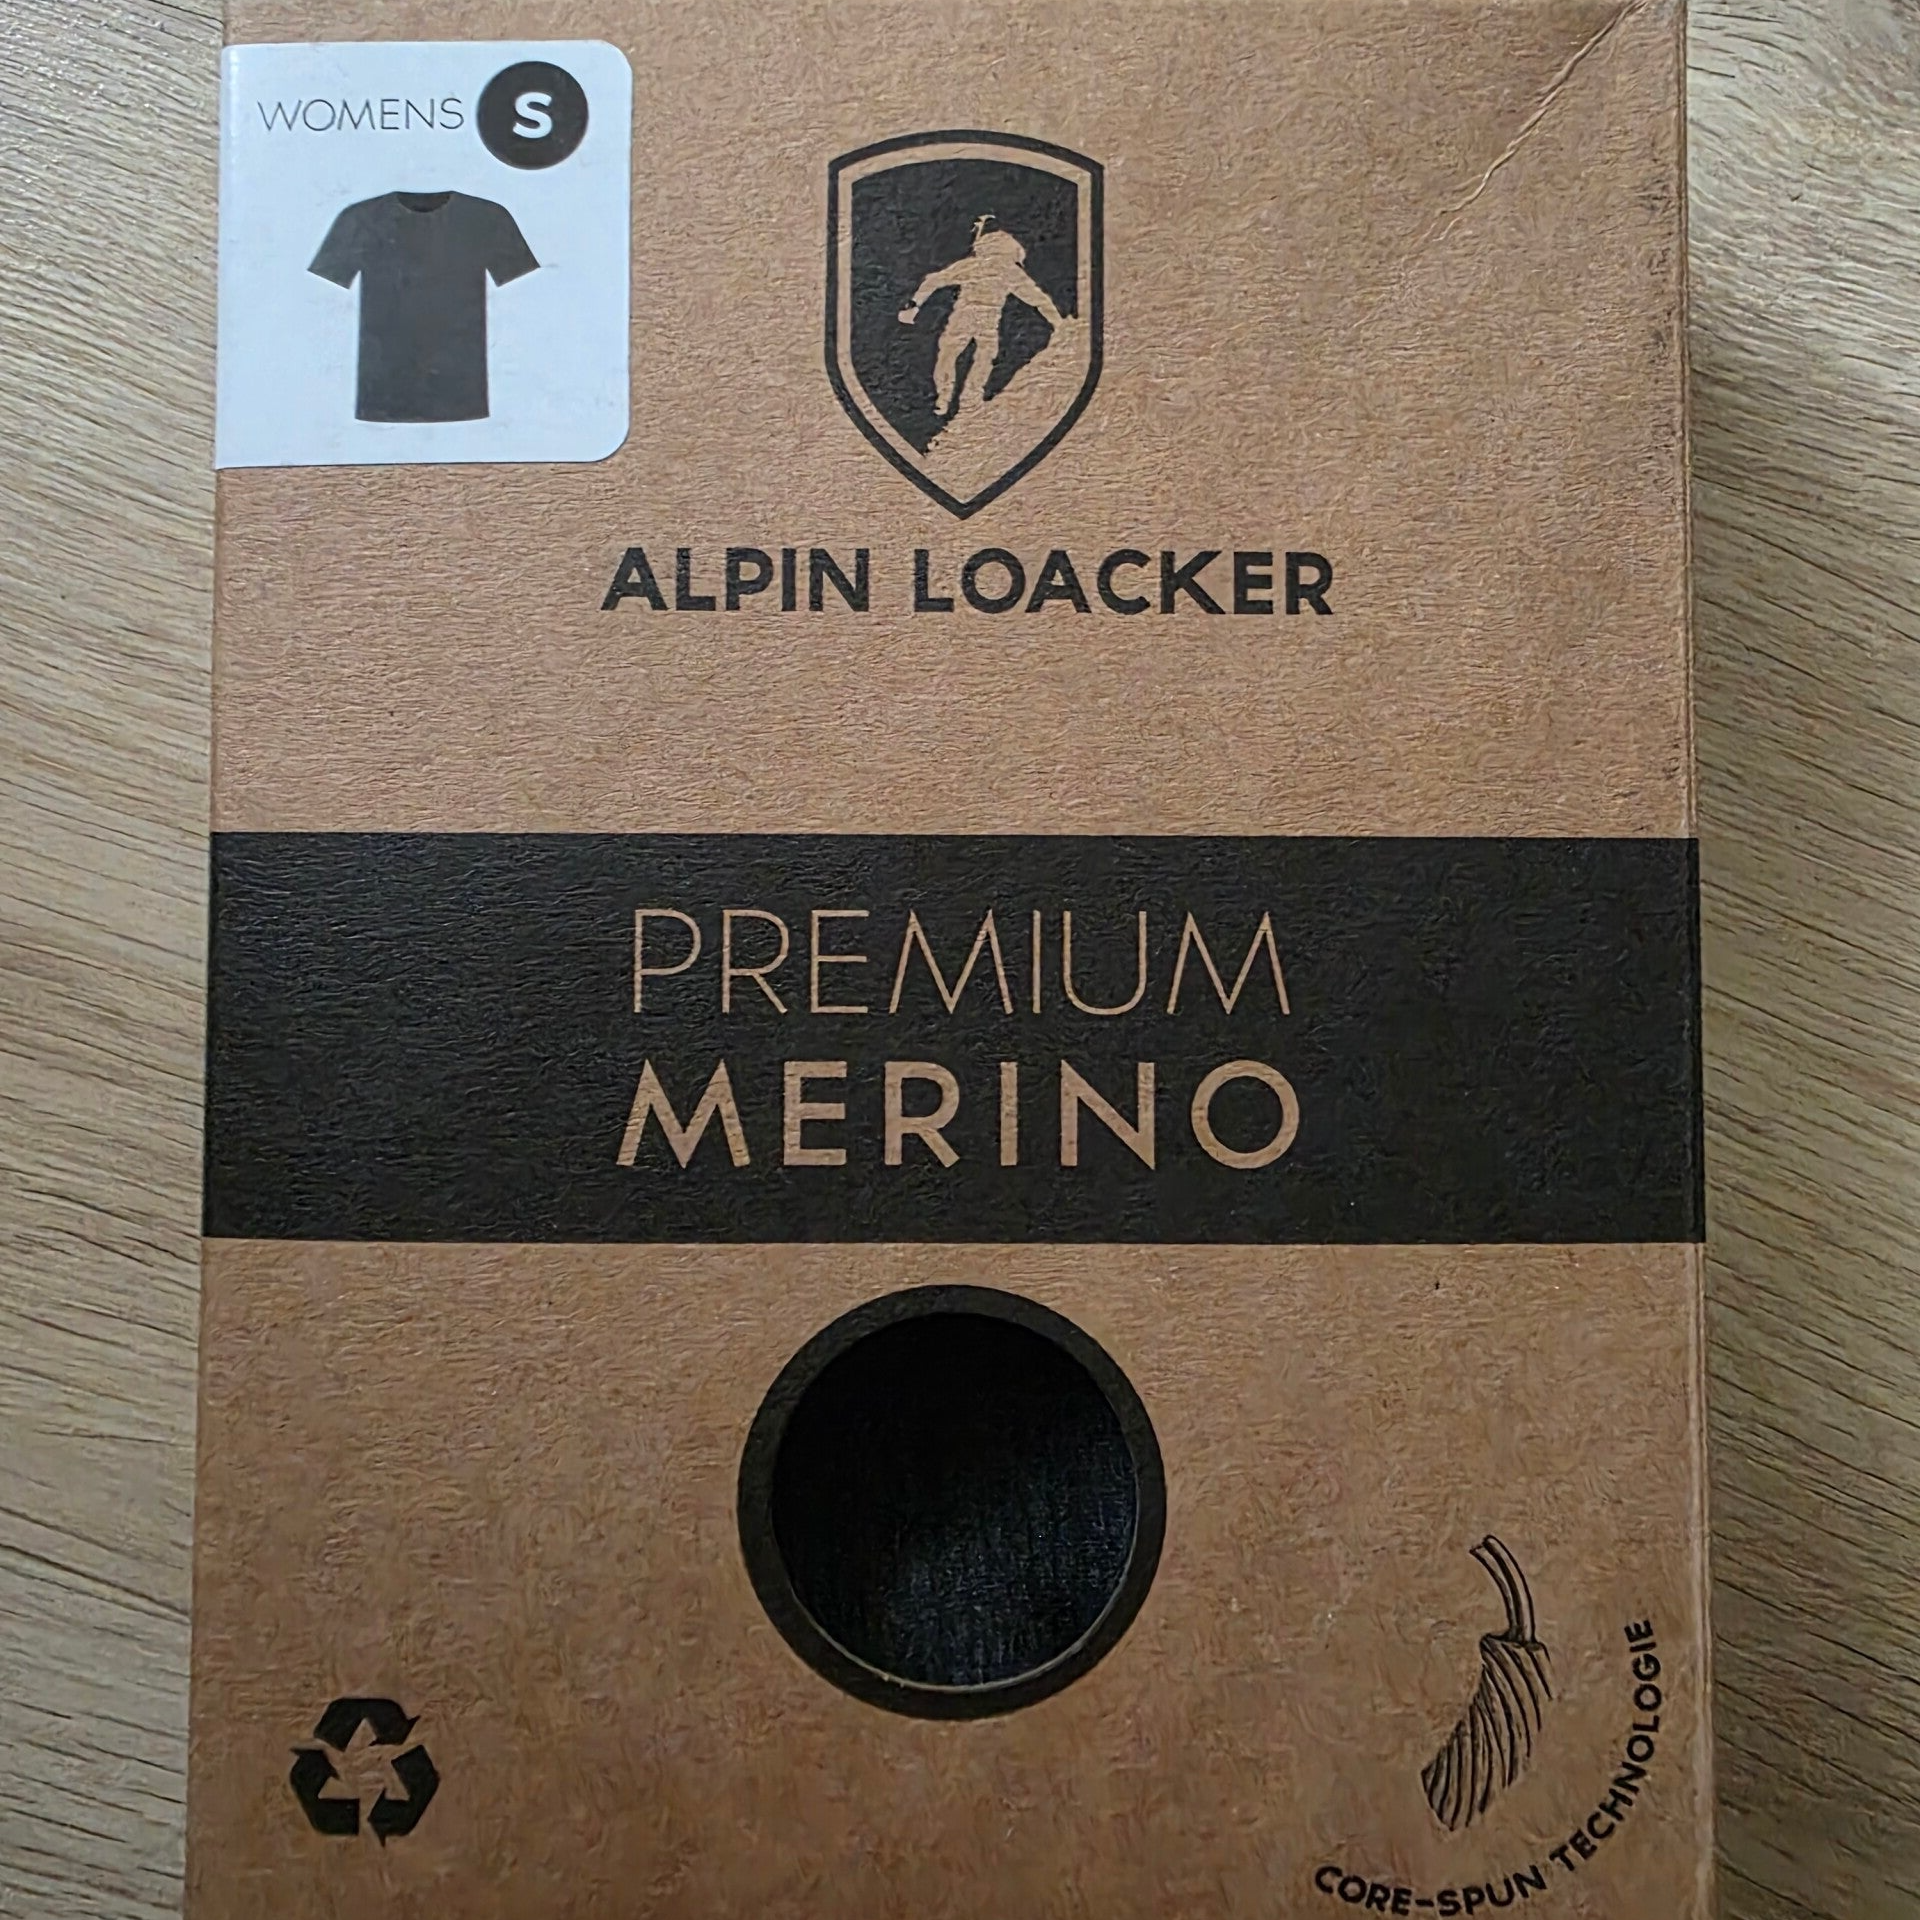 WOMENS S
ALPIN LOACKER
PREMIUM
MERINO
CORE-SPUN TECHNOLOGIE